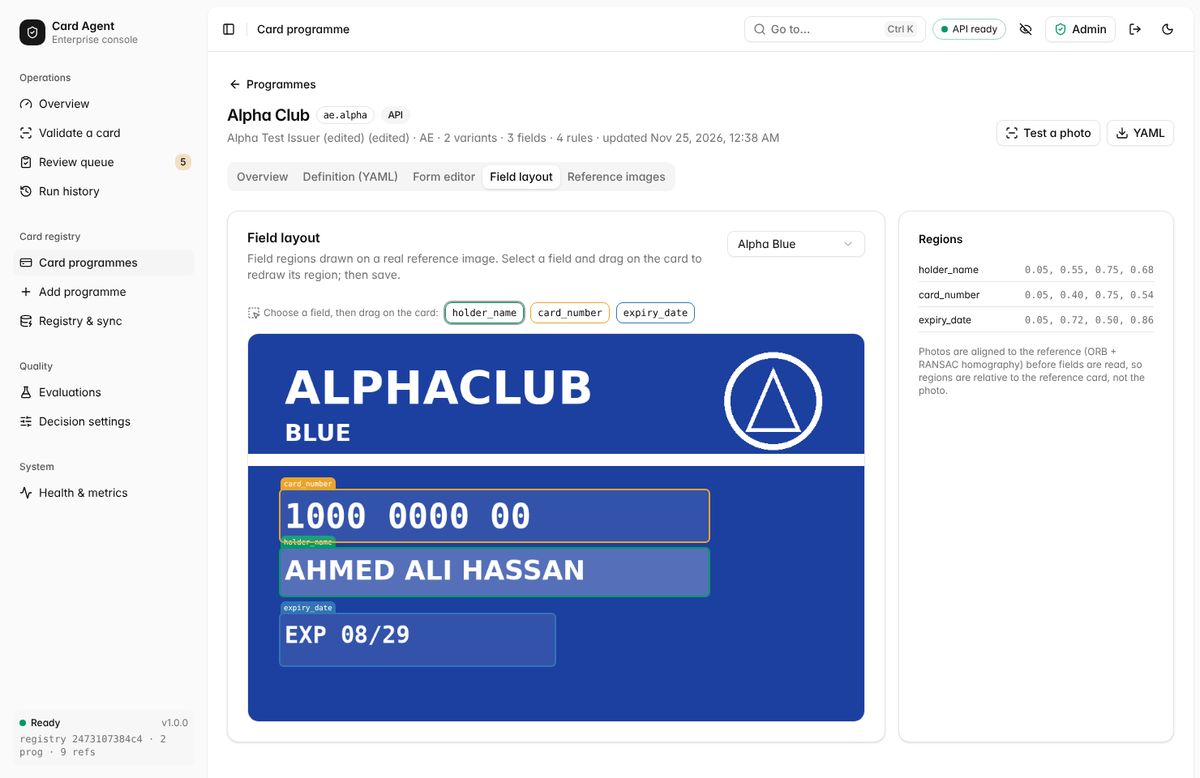 Card Agent
Enterprise console
Operations
Overview
Validate a card
Review queue 5
Run history
Card registry
Card programmes
Add programme
Registry & sync
Quality
Evaluations
Decision settings
System
Health & metrics
Ready v1.0.0
registry 2473107384c4 · 2
prog · 9 refs
Card programme
Go to... Ctrl K
API ready
Admin
Programmes
Alpha Club ae.alpha API
Alpha Test Issuer (edited) (edited) · AE · 2 variants · 3 fields · 4 rules · updated Nov 25, 2026, 12:38 AM
Test a photo
YAML
Overview Definition (YAML) Form editor Field layout Reference images
Field layout
Field regions drawn on a real reference image. Select a field and drag on the card to
redraw its region; then save.
Alpha Blue
Choose a field, then drag on the card: holder_name card_number expiry_date
ALPHACLUB
BLUE
card_number
1000 0000 00
holder_name
AHMED ALI HASSAN
expiry_date
EXP 08/29
Regions
holder_name 0.05, 0.55, 0.75, 0.68
card_number 0.05, 0.40, 0.75, 0.54
expiry_date 0.05, 0.72, 0.50, 0.86
Photos are aligned to the reference (ORB +
RANSAC homography) before fields are read, so
regions are relative to the reference card, not the
photo.